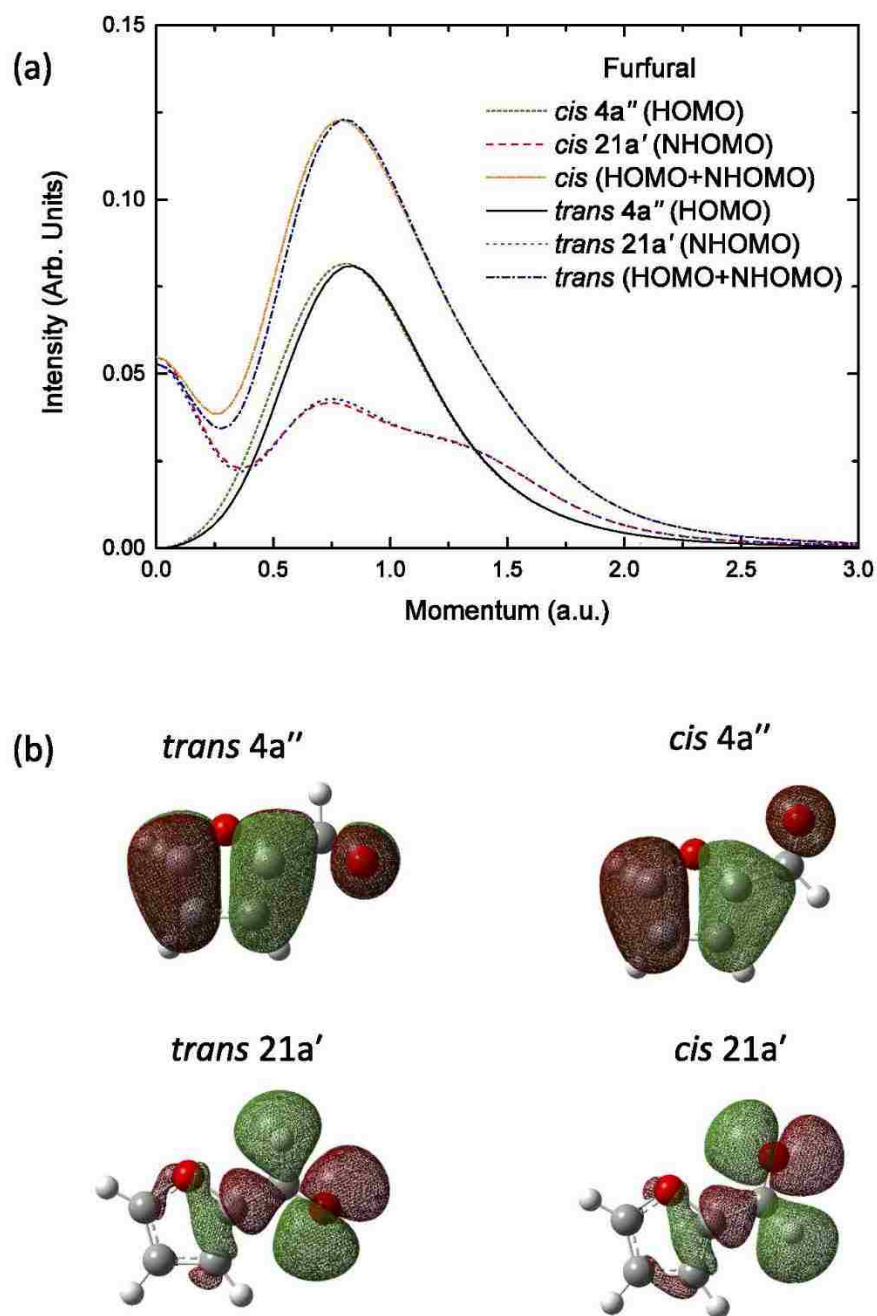 (a)
0.15
0.10
0.05
0.00
Intensity (Arb. Units)
Furfural
cis 4a″ (HOMO)
cis 21a′ (NHOMO)
cis (HOMO+NHOMO)
trans 4a″ (HOMO)
trans 21a′ (NHOMO)
trans (HOMO+NHOMO)
0.0 0.5 1.0 1.5 2.0 2.5 3.0
Momentum (a.u.)
(b)
trans 4a″
cis 4a″
trans 21a′
cis 21a′